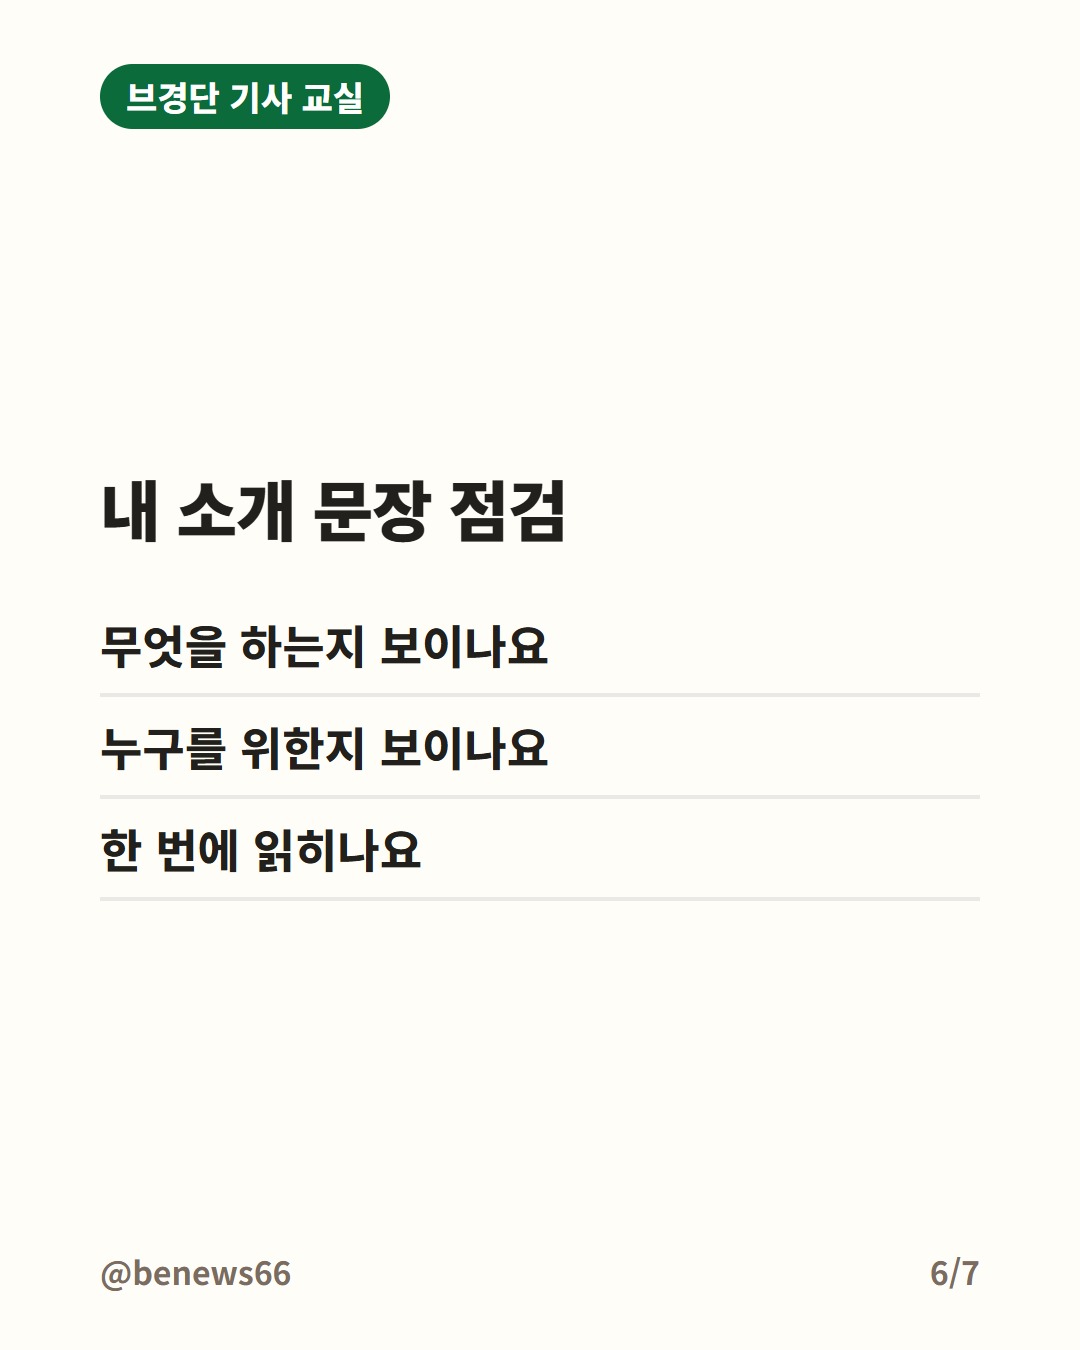 브경단 기사 교실
내 소개 문장 점검
무엇을 하는지 보이나요
누구를 위한지 보이나요
한 번에 읽히나요
@benews66
6/7